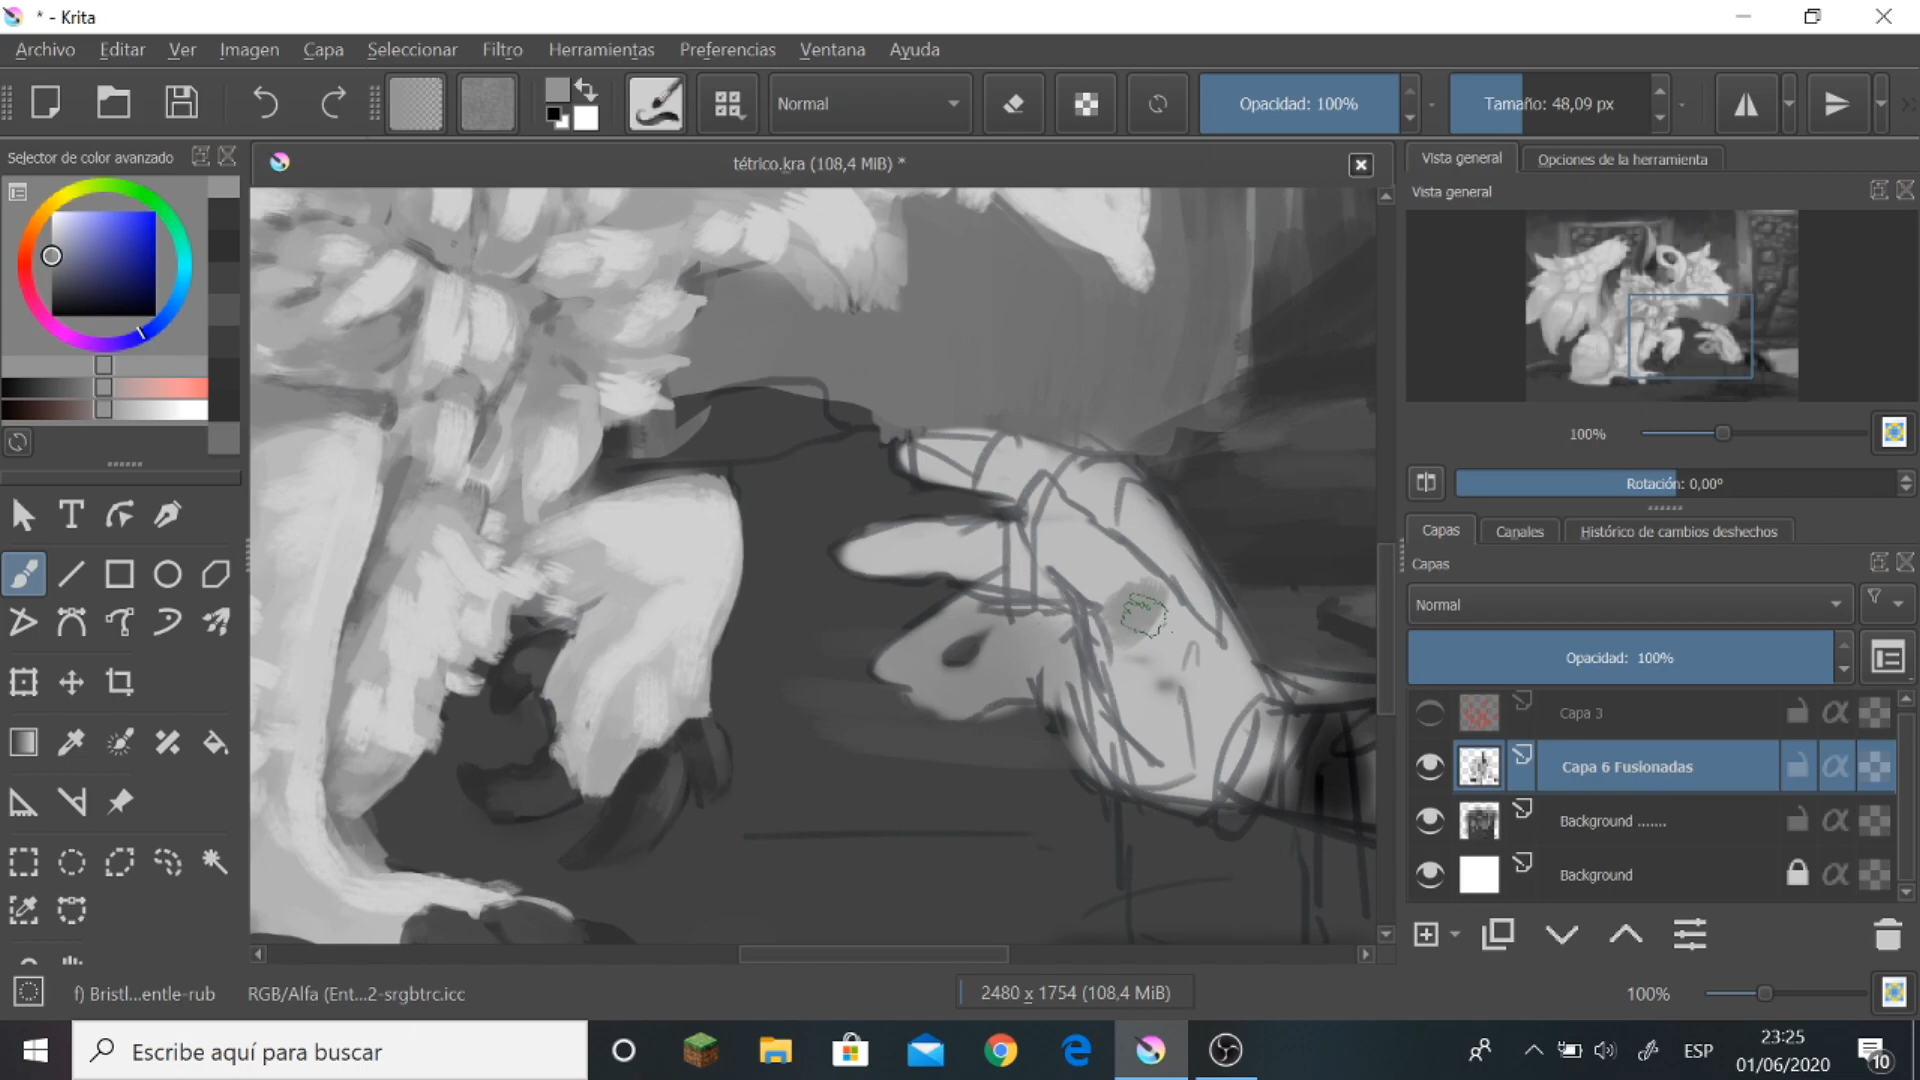 * - Krita
Archivo Editar Ver Imagen Capa Seleccionar Filtro Herramientas Preferencias Ventana Ayuda
Normal
Opacidad: 100%
Tamaño: 48,09 px
Selector de color avanzado
tétrico.kra (108,4 MiB) *
Vista general
Opciones de la herramienta
Vista general
100%
Rotación: 0,00º
Capas
Canales
Histórico de cambios deshechos
Capas
Normal
Opacidad: 100%
Capa 3
Capa 6 Fusionadas
Background .......
Background
f) Bristl...entle-rub
RGB/Alfa (Ent...2-srgbtrc.icc
2480 x 1754 (108,4 MiB)
100%
Escribe aquí para buscar
ESP
23:25
01/06/2020
10